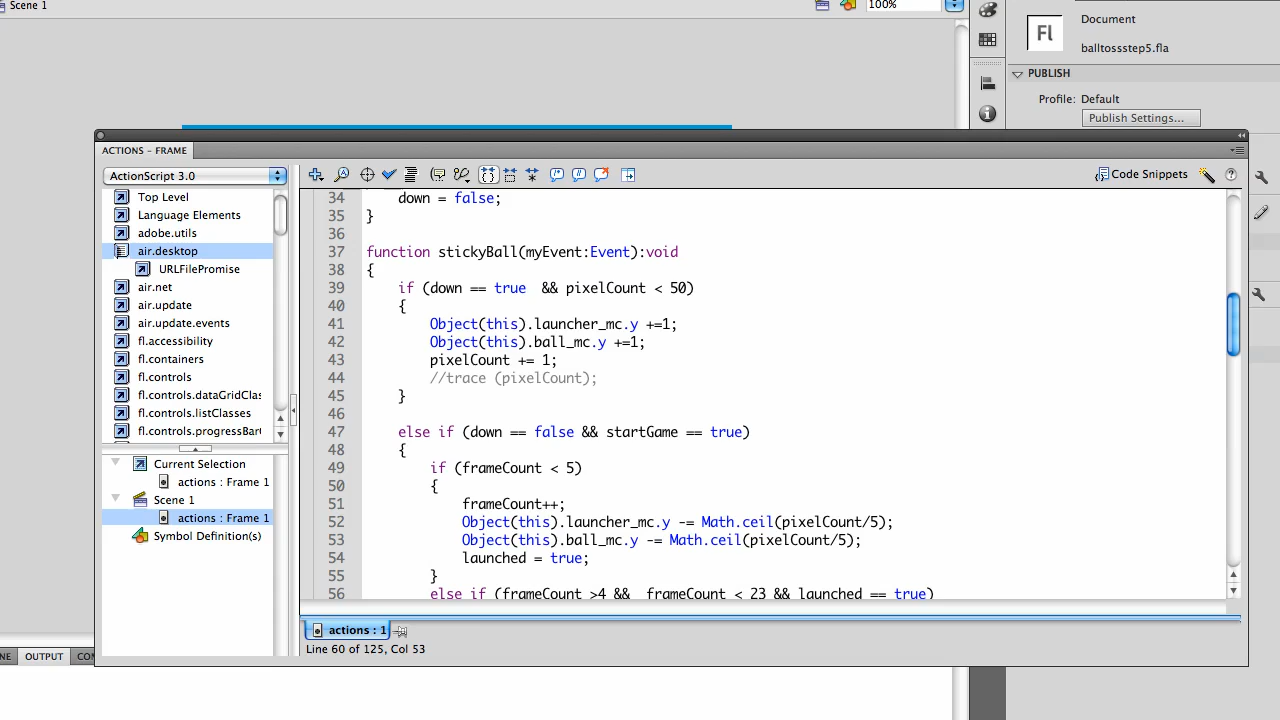 Scene 1
100%
Fl
Document
balltossstep5.fla
PUBLISH
Profile: Default
Publish Settings...
ACTIONS - FRAME
ActionScript 3.0
Code Snippets
Top Level
Language Elements
adobe.utils
air.desktop
URLFilePromise
air.net
air.update
air.update.events
fl.accessibility
fl.containers
fl.controls
fl.controls.dataGridClas
fl.controls.listClasses
fl.controls.progressBar
Current Selection
actions : Frame 1
Scene 1
actions : Frame 1
Symbol Definition(s)
34 down = false;
35 }
36
37 function stickyBall(myEvent:Event):void
38 {
39 if (down == true  && pixelCount < 50)
40 {
41 Object(this).launcher_mc.y +=1;
42 Object(this).ball_mc.y +=1;
43 pixelCount += 1;
44 //trace (pixelCount);
45 }
46
47 else if (down == false && startGame == true)
48 {
49 if (frameCount < 5)
50 {
51 frameCount++;
52 Object(this).launcher_mc.y -= Math.ceil(pixelCount/5);
53 Object(this).ball_mc.y -= Math.ceil(pixelCount/5);
54 launched = true;
55 }
56 else if (frameCount >4 &&  frameCount < 23 && launched == true)
actions : 1
Line 60 of 125, Col 53
NE OUTPUT CO